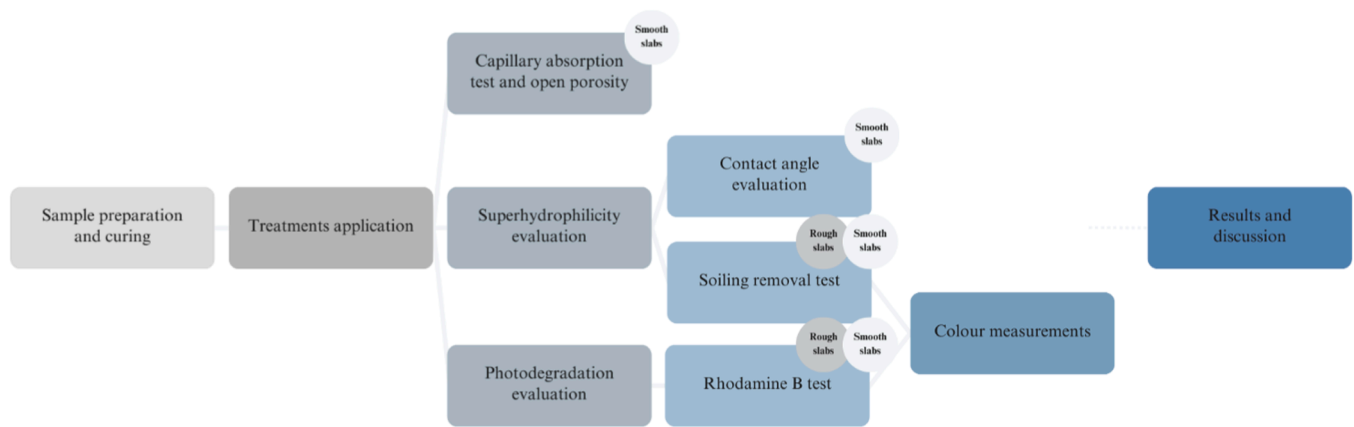 Sample preparation
and curing
Treatments application
Smooth
slabs
Capillary absorption
test and open porosity
Superhydrophilicity
evaluation
Photodegradation
evaluation
Smooth
slabs
Contact angle
evaluation
Rough
slabs
Smooth
slabs
Soiling removal test
Rough
slabs
Smooth
slabs
Rhodamine B test
Colour measurements
Results and
discussion